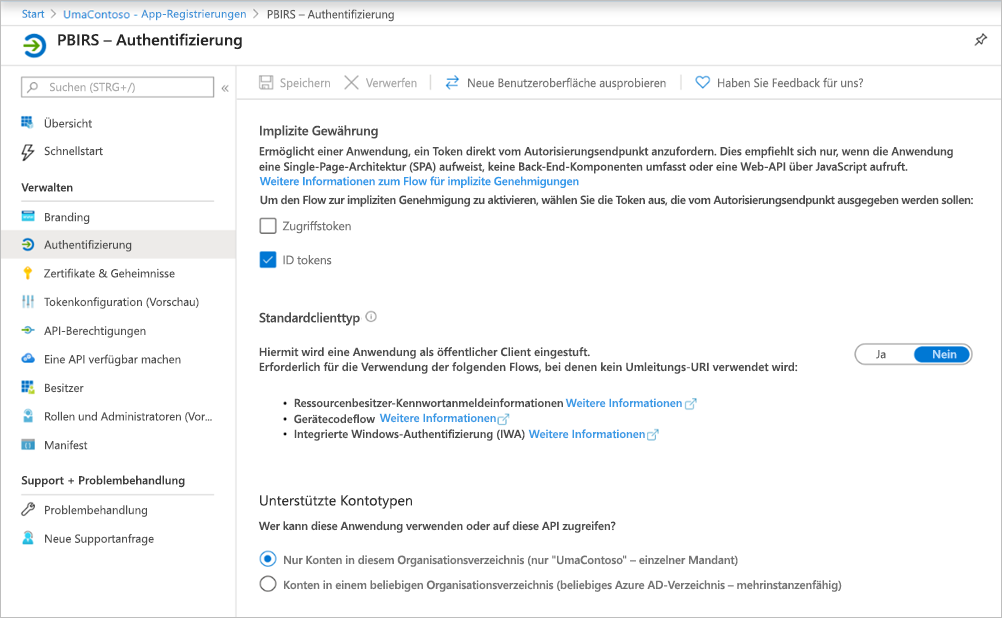 Start > UmaContoso - App-Registrierungen > PBIRS – Authentifizierung
PBIRS – Authentifizierung
Suchen (STRG+/)
«
Übersicht
Schnellstart
Verwalten
Branding
Authentifizierung
Zertifikate & Geheimnisse
Tokenkonfiguration (Vorschau)
API-Berechtigungen
Eine API verfügbar machen
Besitzer
Rollen und Administratoren (Vor...
Manifest
Support + Problembehandlung
Problembehandlung
Neue Supportanfrage
Speichern
Verwerfen
Neue Benutzeroberfläche ausprobieren
Haben Sie Feedback für uns?
Implizite Gewährung
Ermöglicht einer Anwendung, ein Token direkt vom Autorisierungsendpunkt anzufordern. Dies empfiehlt sich nur, wenn die Anwendung
eine Single-Page-Architektur (SPA) aufweist, keine Back-End-Komponenten umfasst oder eine Web-API über JavaScript aufruft.
Weitere Informationen zum Flow für implizite Genehmigungen
Um den Flow zur impliziten Genehmigung zu aktivieren, wählen Sie die Token aus, die vom Autorisierungsendpunkt ausgegeben werden sollen:
Zugriffstoken
ID tokens
Standardclienttyp
Hiermit wird eine Anwendung als öffentlicher Client eingestuft.
Erforderlich für die Verwendung der folgenden Flows, bei denen kein Umleitungs-URI verwendet wird:
Ja
Nein
• Ressourcenbesitzer-Kennwortanmeldeinformationen Weitere Informationen
• Gerätecodeflow Weitere Informationen
• Integrierte Windows-Authentifizierung (IWA) Weitere Informationen
Unterstützte Kontotypen
Wer kann diese Anwendung verwenden oder auf diese API zugreifen?
Nur Konten in diesem Organisationsverzeichnis (nur "UmaContoso" – einzelner Mandant)
Konten in einem beliebigen Organisationsverzeichnis (beliebiges Azure AD-Verzeichnis – mehrinstanzenfähig)